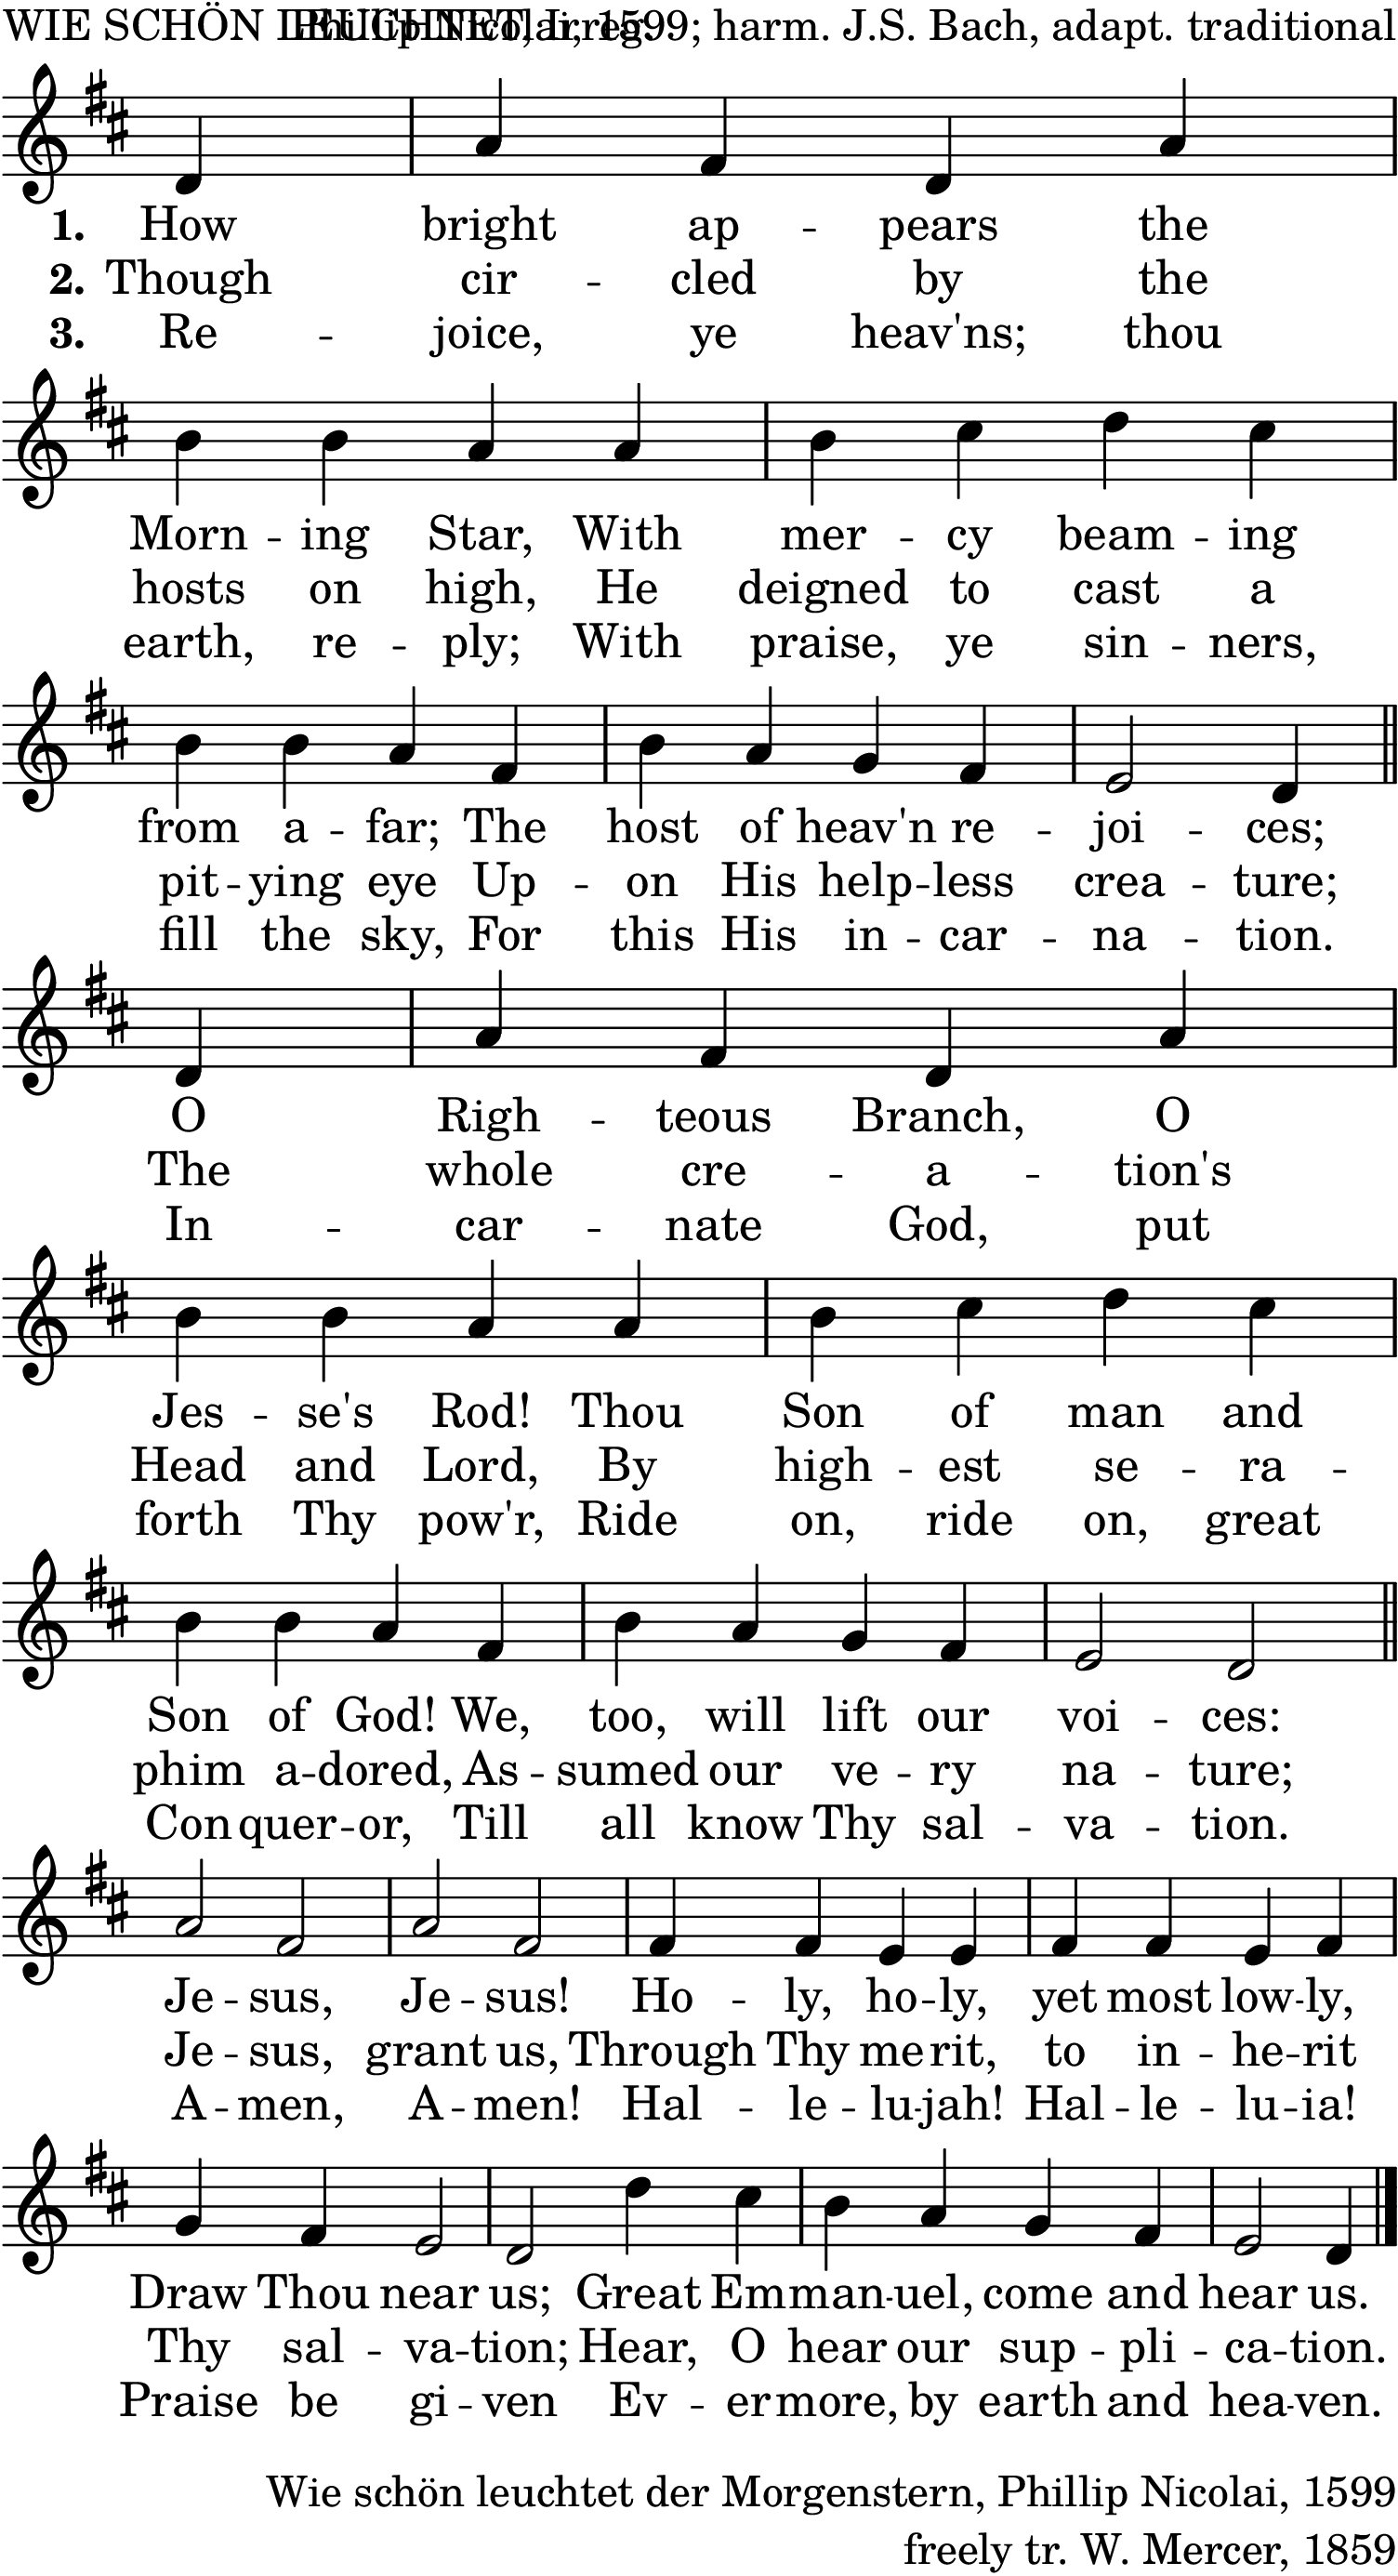 WIE SCHÖN LEUCHTET, Irreg. Philip Nicolai, 1599; harm. J.S. Bach, adapt. traditional
1. How bright ap - pears the
2. Though cir - cled by the
3. Re - joice, ye heav'ns; thou
Morn - ing Star, With mer - cy beam - ing
hosts on high, He deigned to cast a
earth, re - ply; With praise, ye sin - ners,
from a - far; The host of heav'n re - joi - ces;
pit - ying eye Up - on His help - less crea - ture;
fill the sky, For this His in - car - na - tion.
O Righ - teous Branch, O
The whole cre - a - tion's
In - car - nate God, put
Jes - se's Rod! Thou Son of man and
Head and Lord, By high - est se - ra -
forth Thy pow'r, Ride on, ride on, great
Son of God! We, too, will lift our voi - ces:
phim a - dored, As - sumed our ve - ry na - ture;
Con - quer - or, Till all know Thy sal - va - tion.
Je - sus, Je - sus! Ho - ly, ho - ly, yet most low - ly,
Je - sus, grant us, Through Thy merit, to in - he - rit
A - men, A - men! Hal - le - lu - jah! Hal - le - lu - ia!
Draw Thou near us; Great Emman - uel, come and hear us.
Thy sal - va - tion; Hear, O hear our sup - pli - ca - tion.
Praise be gi - ven Ev - ermore, by earth and hea - ven.
Wie schön leuchtet der Morgenstern, Phillip Nicolai, 1599
freely tr. W. Mercer, 1859